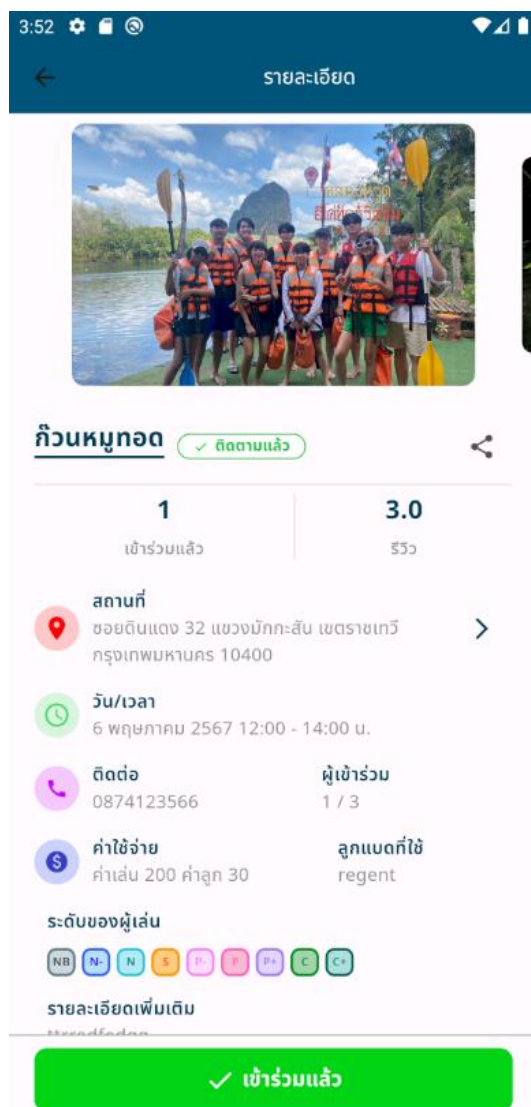 3:52
รายละเอียด
ก๊วนหมูทอด
ติดตามแล้ว
1
3.0
เข้าร่วมแล้ว
รีวิว
สถานที่
ซอยดินแดง 32 แขวงมักกะสัน เขตราชเทวี
กรุงเทพมหานคร 10400
วัน/เวลา
6 พฤษภาคม 2567 12:00 - 14:00 น.
ติดต่อ
ผู้เข้าร่วม
0874123566
1 / 3
ค่าใช้จ่าย
ลูกแบดที่ใช้
ค่าเล่น 200 ค่าลูก 30
regent
ระดับของผู้เล่น
NB N- N S P- P P+ C C+
รายละเอียดเพิ่มเติม
เข้าร่วมแล้ว